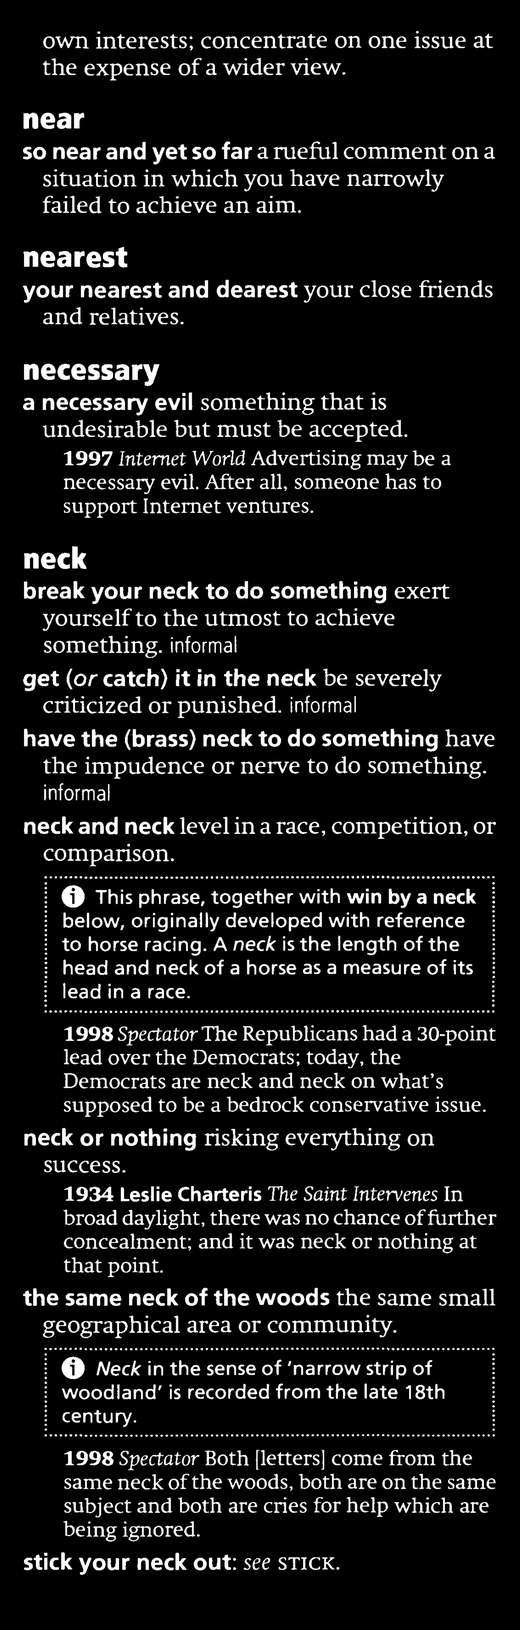 own interests; concentrate on one issue at
the expense of a wider view.
near
so near and yet so far a rueful comment on a
situation in which you have narrowly
failed to achieve an aim.
nearest
your nearest and dearest your close friends
and relatives.
necessary
a necessary evil something that is
undesirable but must be accepted.
1997 Internet World Advertising may be a
necessary evil. After all, someone has to
support Internet ventures.
neck
break your neck to do something exert
yourself to the utmost to achieve
something. informal
get (or catch) it in the neck be severely
criticized or punished. informal
have the (brass) neck to do something have
the impudence or nerve to do something.
informal
neck and neck level in a race, competition, or
comparison.
i This phrase, together with win by a neck
below, originally developed with reference
to horse racing. A neck is the length of the
head and neck of a horse as a measure of its
lead in a race.
1998 Spectator The Republicans had a 30-point
lead over the Democrats; today, the
Democrats are neck and neck on what's
supposed to be a bedrock conservative issue.
neck or nothing risking everything on
success.
1934 Leslie Charteris The Saint Intervenes In
broad daylight, there was no chance of further
concealment; and it was neck or nothing at
that point.
the same neck of the woods the same small
geographical area or community.
i Neck in the sense of 'narrow strip of
woodland' is recorded from the late 18th
century.
1998 Spectator Both [letters] come from the
same neck of the woods, both are on the same
subject and both are cries for help which are
being ignored.
stick your neck out: see STICK.